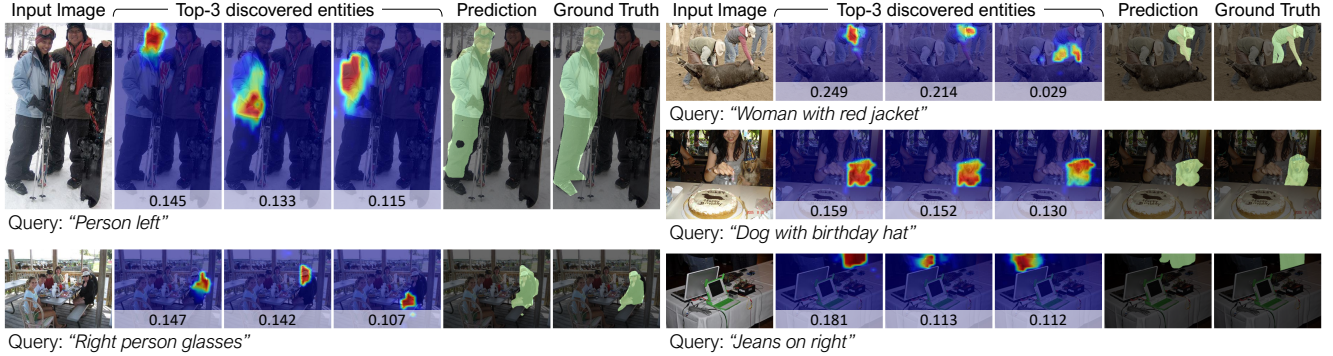 Input Image Top-3 discovered entities Prediction Ground Truth
0.145 0.133 0.115
Query: “Person left”
0.147 0.142 0.107
Query: “Right person glasses”
Input Image Top-3 discovered entities Prediction Ground Truth
0.249 0.214 0.029
Query: “Woman with red jacket”
0.159 0.152 0.130
Query: “Dog with birthday hat”
0.181 0.113 0.112
Query: “Jeans on right”